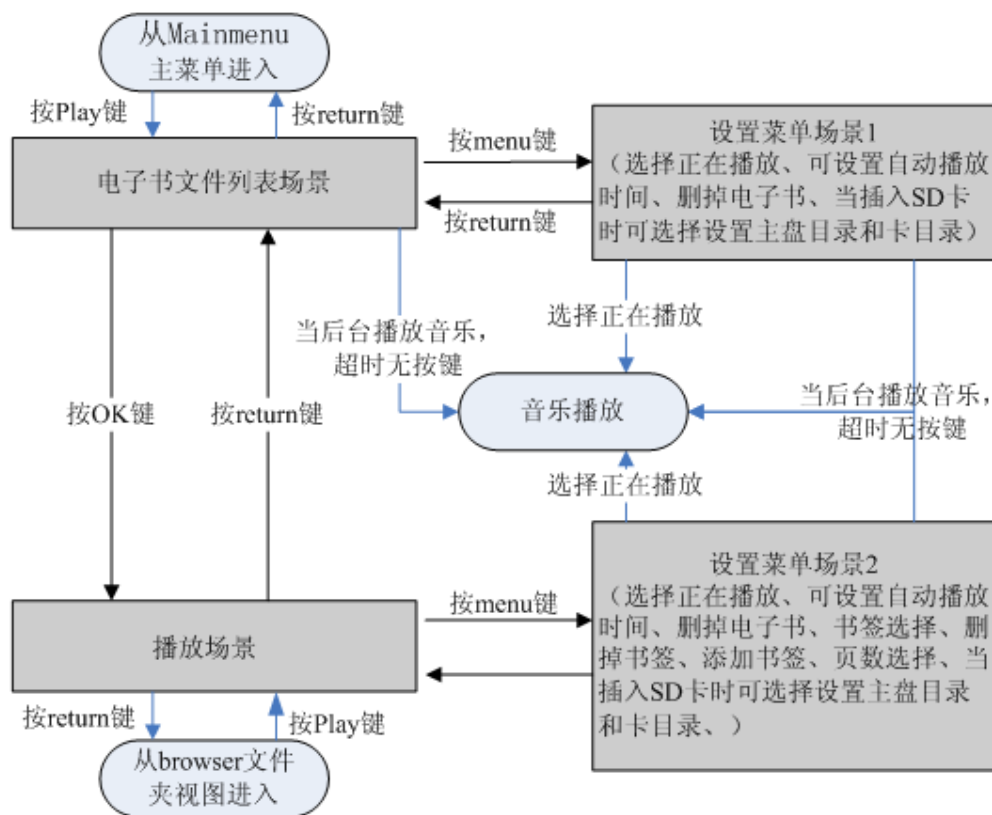 从Mainmenu
主菜单进入
按Play键
按return键
电子书文件列表场景
按menu键
按return键
设置菜单场景1
（选择正在播放、可设置自动播放
时间、删掉电子书、当插入SD卡
时可选择设置主盘目录和卡目录）
当后台播放音乐，
超时无按键
选择正在播放
按OK键
按return键
音乐播放
当后台播放音乐，
超时无按键
选择正在播放
播放场景
按menu键
设置菜单场景2
（选择正在播放、可设置自动播放
时间、删掉电子书、书签选择、删
掉书签、添加书签、页数选择、当
插入SD卡时可选择设置主盘目录
和卡目录、）
按return键
按Play键
从browser文件
夹视图进入